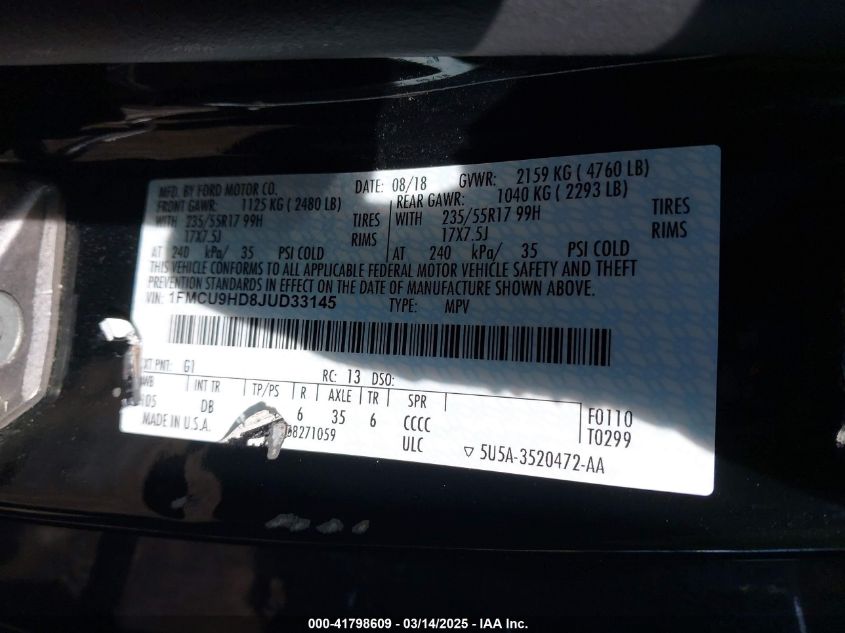 MFD. BY FORD MOTOR CO. DATE: 08/18 GVWR: 2159 KG ( 4760 LB)
FRONT GAWR: 1125 KG ( 2480 LB) REAR GAWR: 1040 KG ( 2293 LB)
WITH 235/55R17 99H TIRES WITH 235/55R17 99H TIRES
17X7.5J RIMS 17X7.5J RIMS
AT 240 kPa/ 35 PSI COLD AT 240 kPa/ 35 PSI COLD
THIS VEHICLE CONFORMS TO ALL APPLICABLE FEDERAL MOTOR VEHICLE SAFETY AND THEFT
PREVENTION STANDARDS IN EFFECT ON THE DATE OF MANUFACTURE SHOWN ABOVE.
VIN: 1FMCU9HD8JUD33145 TYPE: MPV
XT PNT: G1 RC: 13 DSO:
WB INT TR TP/PS R AXLE TR SPR
105 DB 6 35 6 CCCC F0110
MADE IN U.S.A. 88271059 ULC T0299
▽ 5U5A-3520472-AA
000-41798609 - 03/14/2025 - IAA Inc.